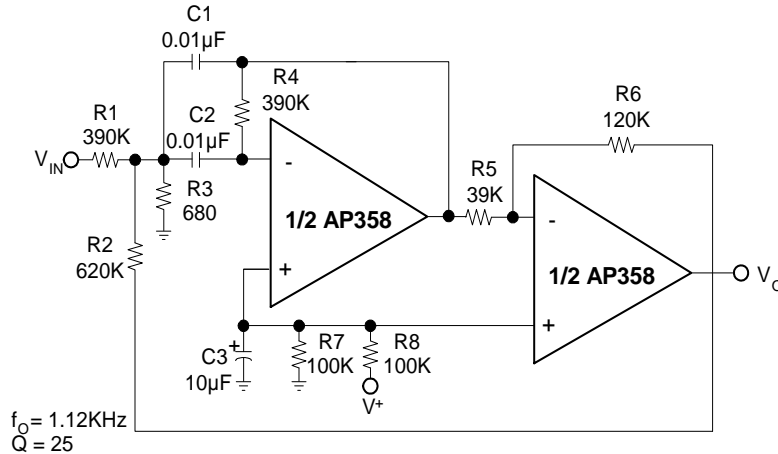 C1
0.01µF
R4
390K
R6
120K
R1
390K
C2
0.01µF
V_IN
R3
680
R5
39K
-
1/2 AP358
+
-
1/2 AP358
+
R2
620K
C3
+
10µF
R7
100K
R8
100K
V+
f_O= 1.12KHz
Q = 25